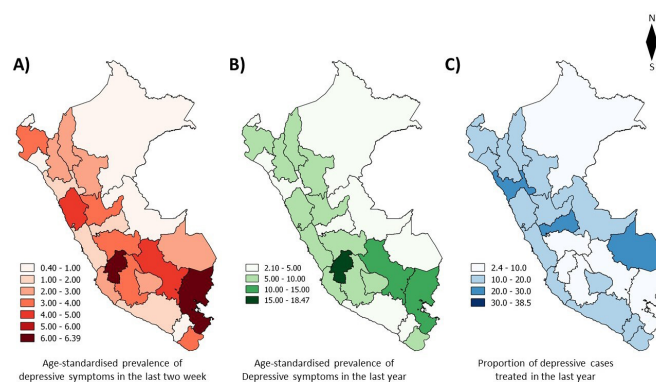 N
S
A)
B)
C)
0.40 - 1.00
1.00 - 2.00
2.00 - 3.00
3.00 - 4.00
4.00 - 5.00
5.00 - 6.00
6.00 - 6.39
2.10 - 5.00
5.00 - 10.00
10.00 - 15.00
15.00 - 18.47
2.4 - 10.0
10.0 - 20.0
20.0 - 30.0
30.0 - 38.5
Age-standardised prevalence of
depressive symptoms in the last two week
Age-standardised prevalence of
Depressive symptoms in the last year
Proportion of depressive cases
treated in the last year